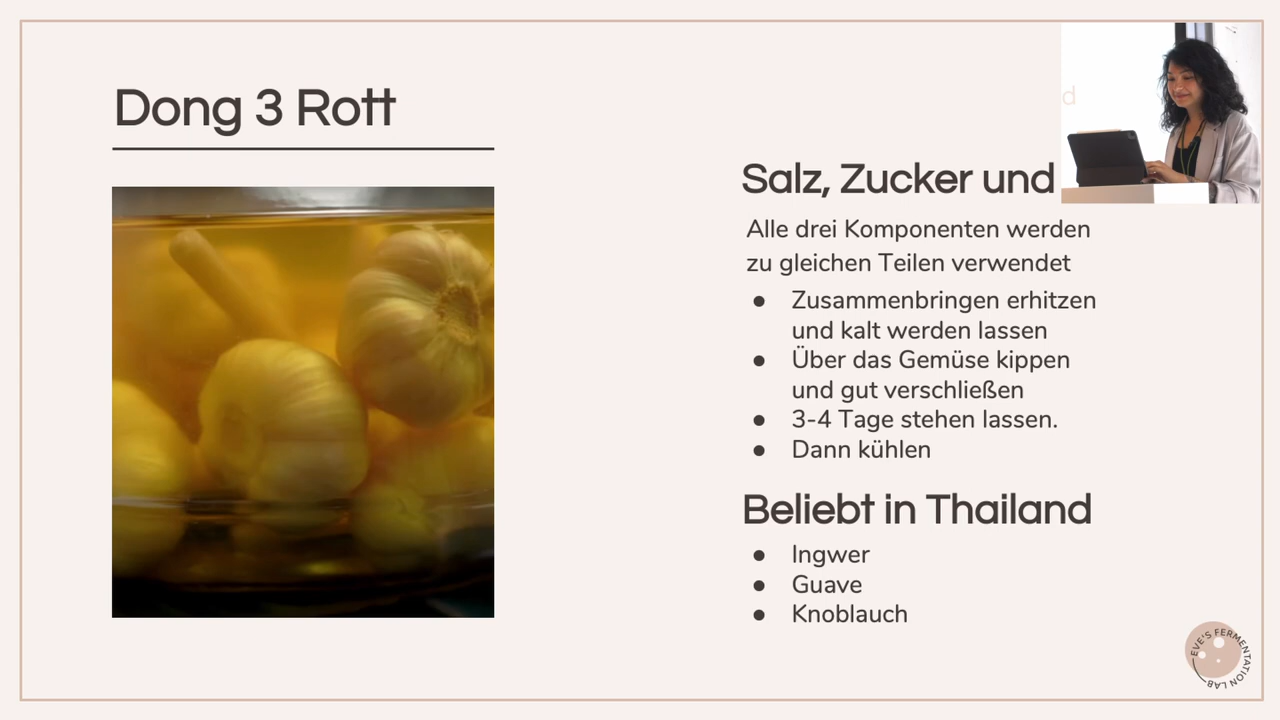 Dong 3 Rott
Salz, Zucker und
Alle drei Komponenten werden
zu gleichen Teilen verwendet
● Zusammenbringen erhitzen
und kalt werden lassen
● Über das Gemüse kippen
und gut verschließen
● 3-4 Tage stehen lassen.
● Dann kühlen
Beliebt in Thailand
● Ingwer
● Guave
● Knoblauch
EVE'S FERMENTATION LAB